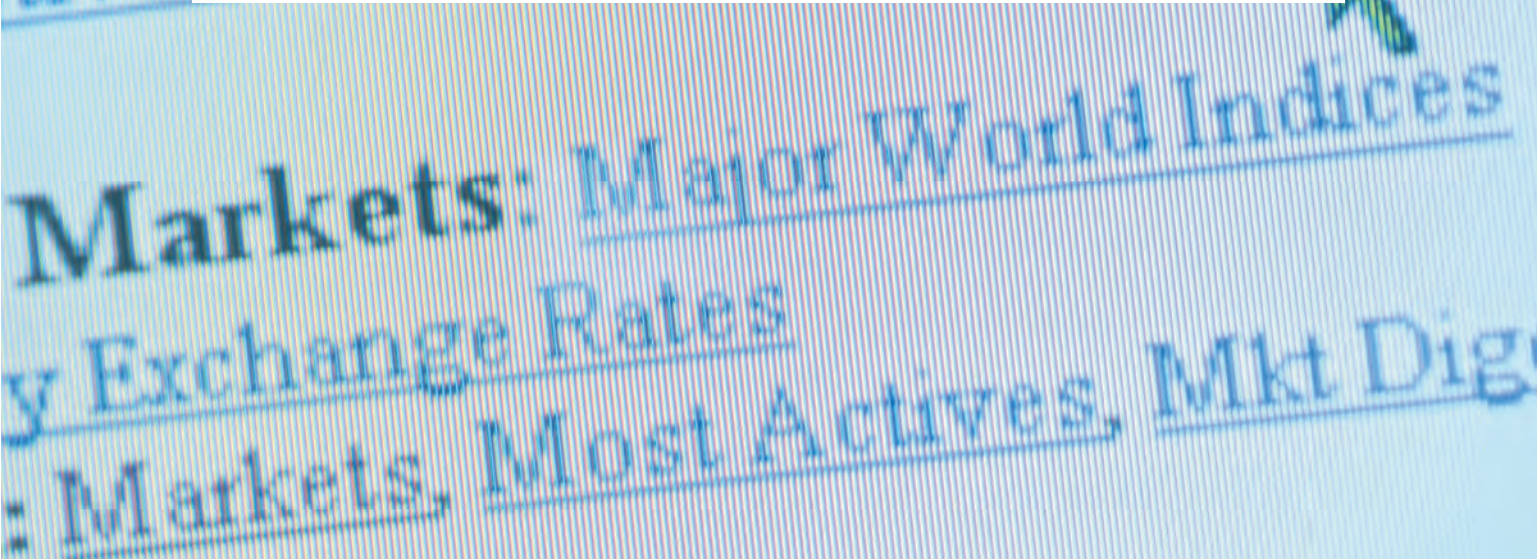 Markets: Major World Indices
y Exchange Rates
: Markets, Most Actives, Mkt Dig